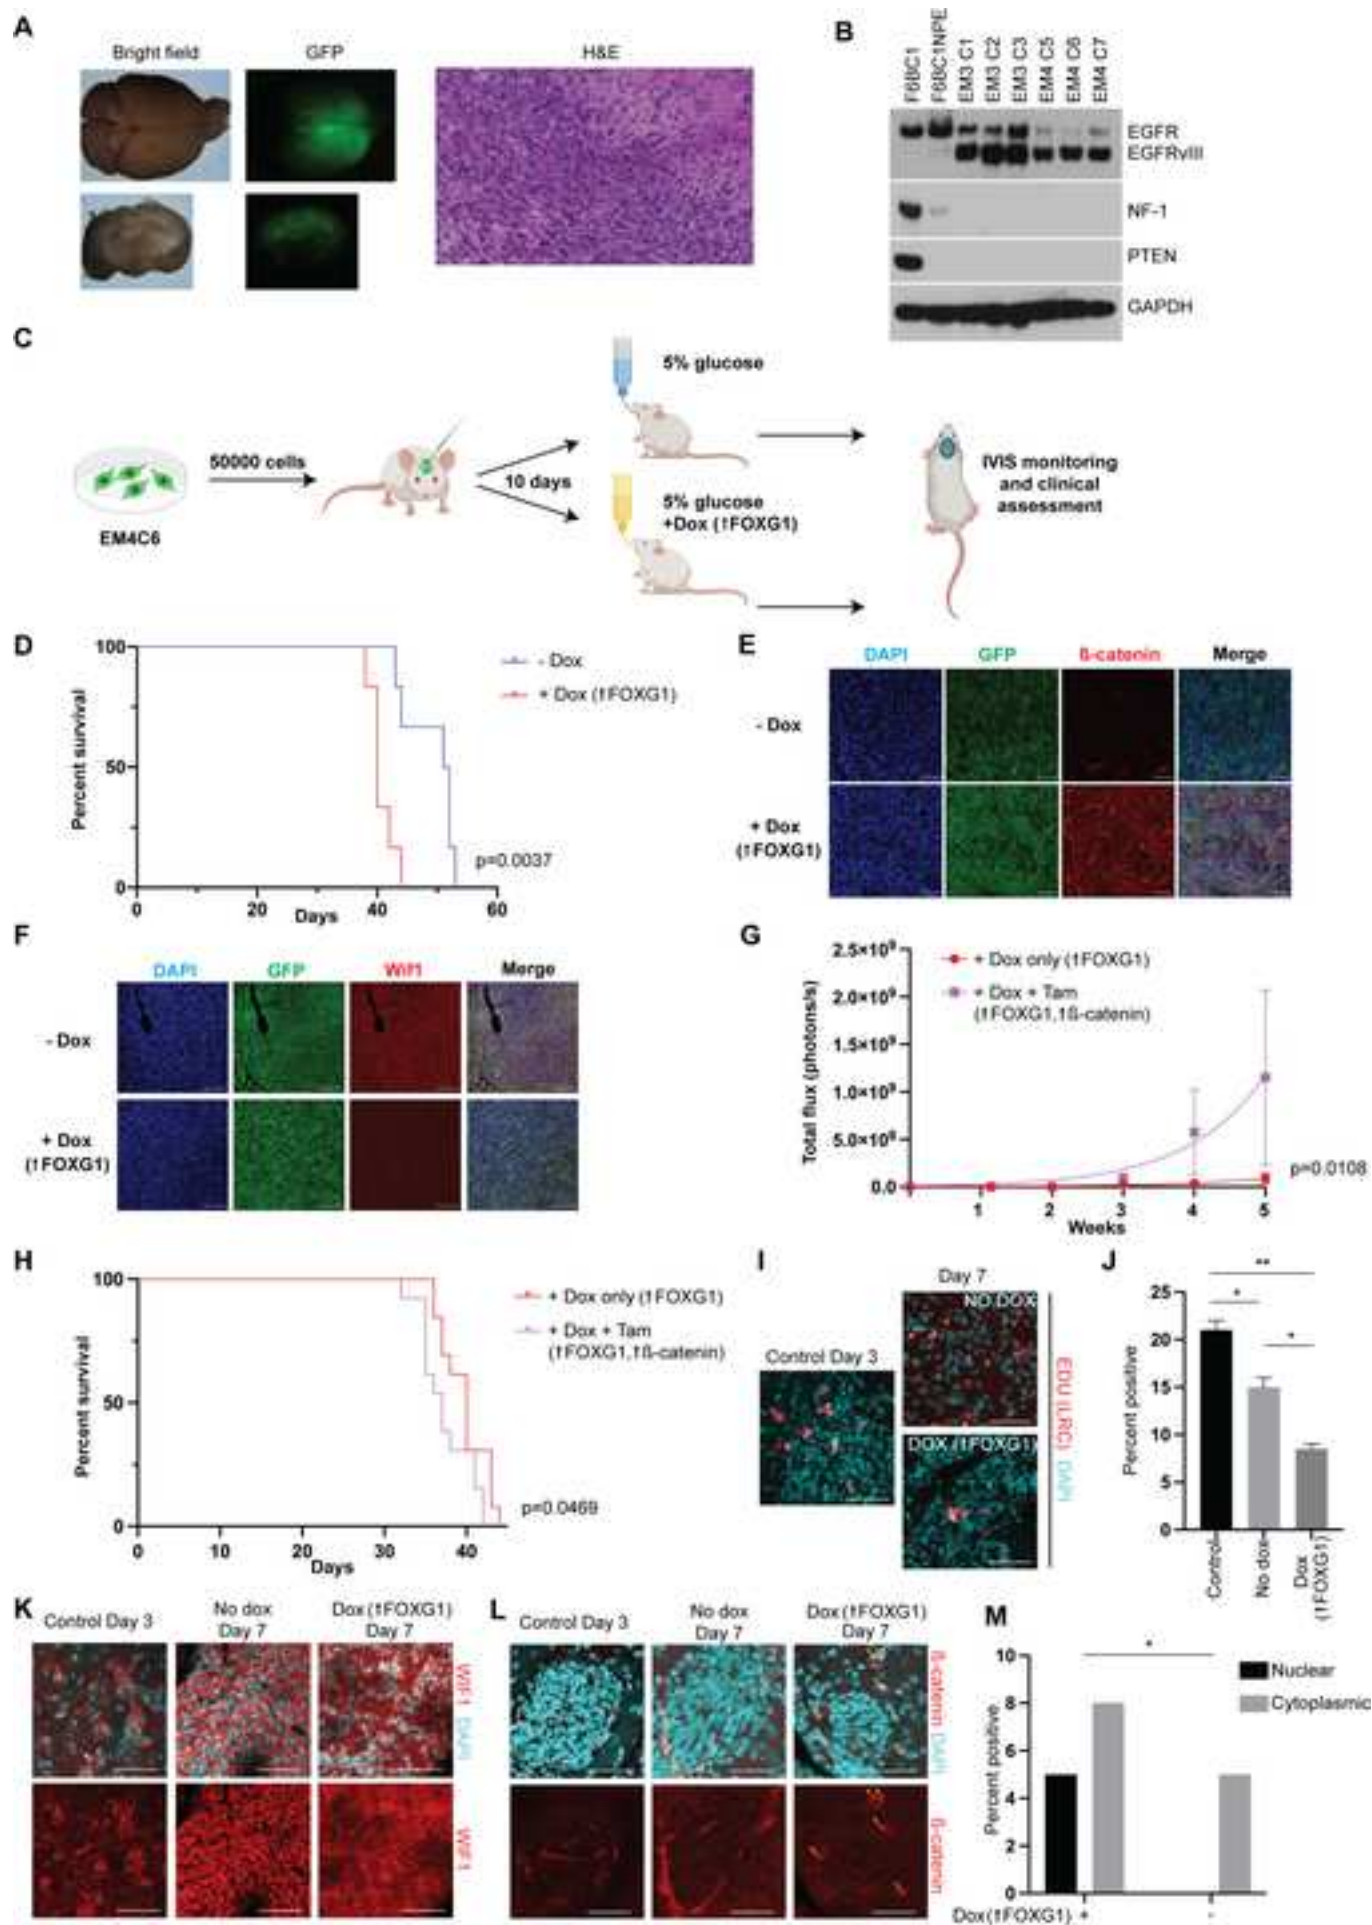 A
Bright field
GFP
H&E
B
F6BC1
F6BC1NPE
EM3 C1
EM3 C2
EM3 C3
EM4 C5
EM4 C6
EM4 C7
EGFR
EGFRvIII
NF-1
PTEN
GAPDH
C
EM4C6
50000 cells
10 days
5% glucose
5% glucose
+Dox (↑FOXG1)
IVIS monitoring
and clinical
assessment
D
Percent survival
100
50
0
0 20 40 60
Days
- Dox
+ Dox (↑FOXG1)
p=0.0037
E
DAPI GFP ß-catenin Merge
- Dox
+ Dox
(↑FOXG1)
F
DAPI GFP Wif1 Merge
- Dox
+ Dox
(↑FOXG1)
G
Total flux (photons/s)
2.5×10⁹
2.0×10⁹
1.5×10⁹
1.0×10⁹
5.0×10⁸
0.0
1 2 3 4 5
Weeks
+ Dox only (↑FOXG1)
+ Dox + Tam
(↑FOXG1,↑ß-catenin)
p=0.0108
H
Percent survival
100
50
0
0 10 20 30 40
Days
+ Dox only (↑FOXG1)
+ Dox + Tam
(↑FOXG1,↑ß-catenin)
p=0.0469
I
Control Day 3
Day 7
NO DOX
DOX (↑FOXG1)
EDU (LRC) DAPI
J
Percent positive
25
20
15
10
5
0
**
*
*
Control
No dox
Dox
(↑FOXG1)
K
Control Day 3
No dox
Day 7
Dox (↑FOXG1)
Day 7
WIF1 DAPI
WIF1
L
Control Day 3
No dox
Day 7
Dox (↑FOXG1)
Day 7
ß-catenin DAPI
ß-catenin
M
Percent positive
10
8
6
4
2
0
*
Nuclear
Cytoplasmic
Dox (↑FOXG1) + -